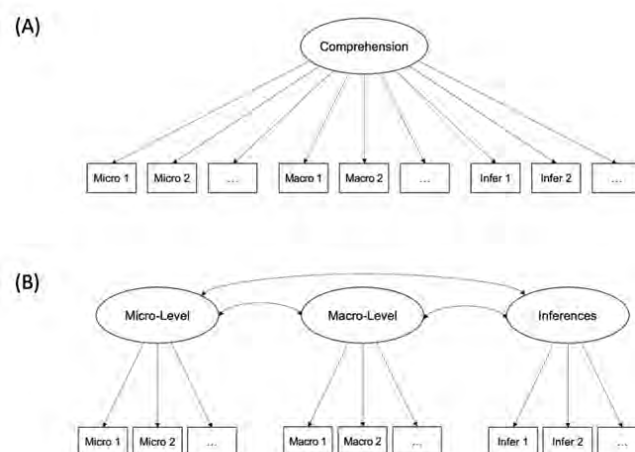 (A)
Comprehension
Micro 1 Micro 2 ... Macro 1 Macro 2 ... Infer 1 Infer 2 ...
(B)
Micro-Level Macro-Level Inferences
Micro 1 Micro 2 ... Macro 1 Macro 2 ... Infer 1 Infer 2 ...